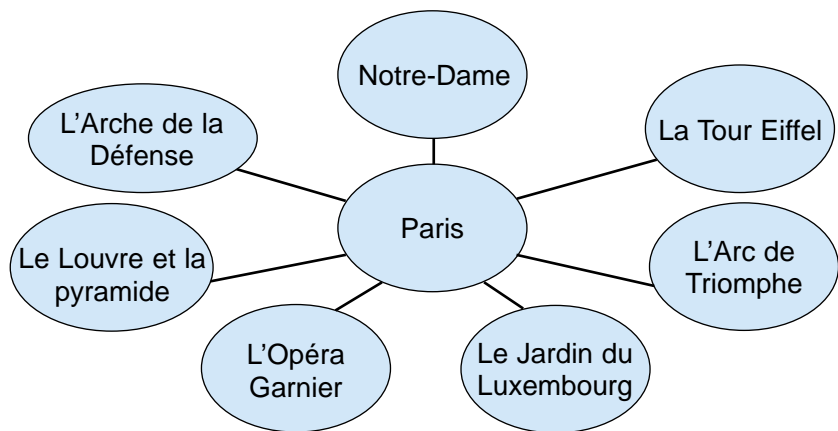 Notre-Dame
L'Arche de la
Défense
La Tour Eiffel
Paris
Le Louvre et la
pyramide
L'Arc de
Triomphe
L'Opéra
Garnier
Le Jardin du
Luxembourg